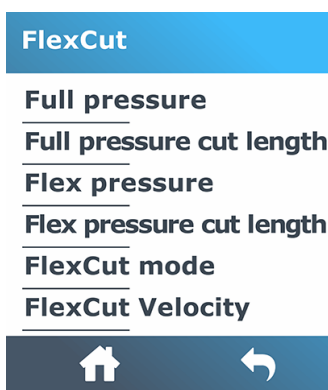 FlexCut
Full pressure
Full pressure cut length
Flex pressure
Flex pressure cut length
FlexCut mode
FlexCut Velocity